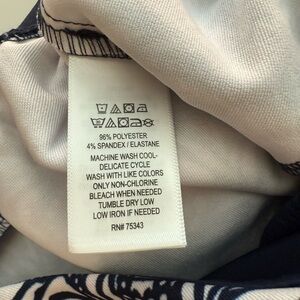 96% POLYESTER
4% SPANDEX / ELASTANE
MACHINE WASH COOL-
DELICATE CYCLE
WASH WITH LIKE COLORS
ONLY NON-CHLORINE
BLEACH WHEN NEEDED
TUMBLE DRY LOW
LOW IRON IF NEEDED
RN# 75343